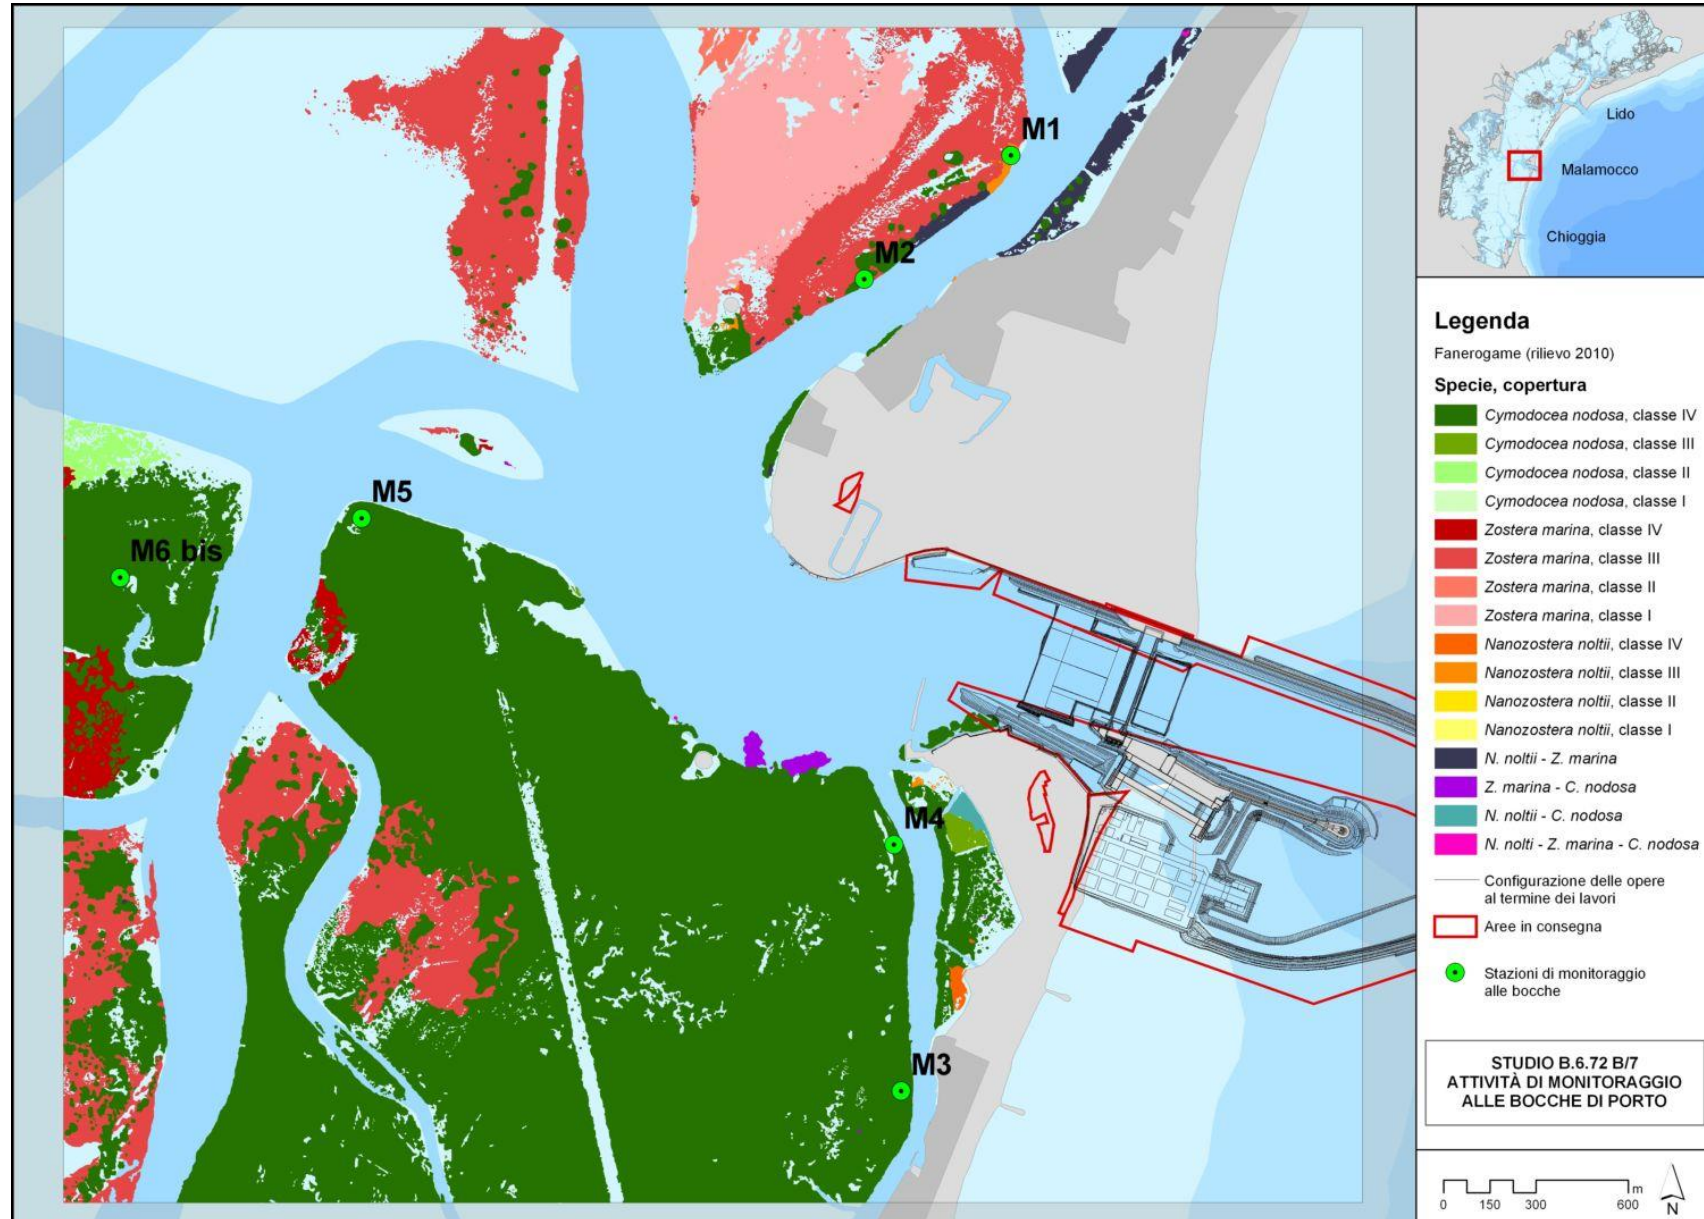 M1
M2
M5
M6 bis
M4
M3
Lido
Malamocco
Chioggia
Legenda
Fanerogame (rilievo 2010)
Specie, copertura
Cymodocea nodosa, classe IV
Cymodocea nodosa, classe III
Cymodocea nodosa, classe II
Cymodocea nodosa, classe I
Zostera marina, classe IV
Zostera marina, classe III
Zostera marina, classe II
Zostera marina, classe I
Nanozostera noltii, classe IV
Nanozostera noltii, classe III
Nanozostera noltii, classe II
Nanozostera noltii, classe I
N. noltii - Z. marina
Z. marina - C. nodosa
N. noltii - C. nodosa
N. nolti - Z. marina - C. nodosa
Configurazione delle opere
al termine dei lavori
Aree in consegna
Stazioni di monitoraggio
alle bocche
STUDIO B.6.72 B/7
ATTIVITÀ DI MONITORAGGIO
ALLE BOCCHE DI PORTO
m
0 150 300 600
N